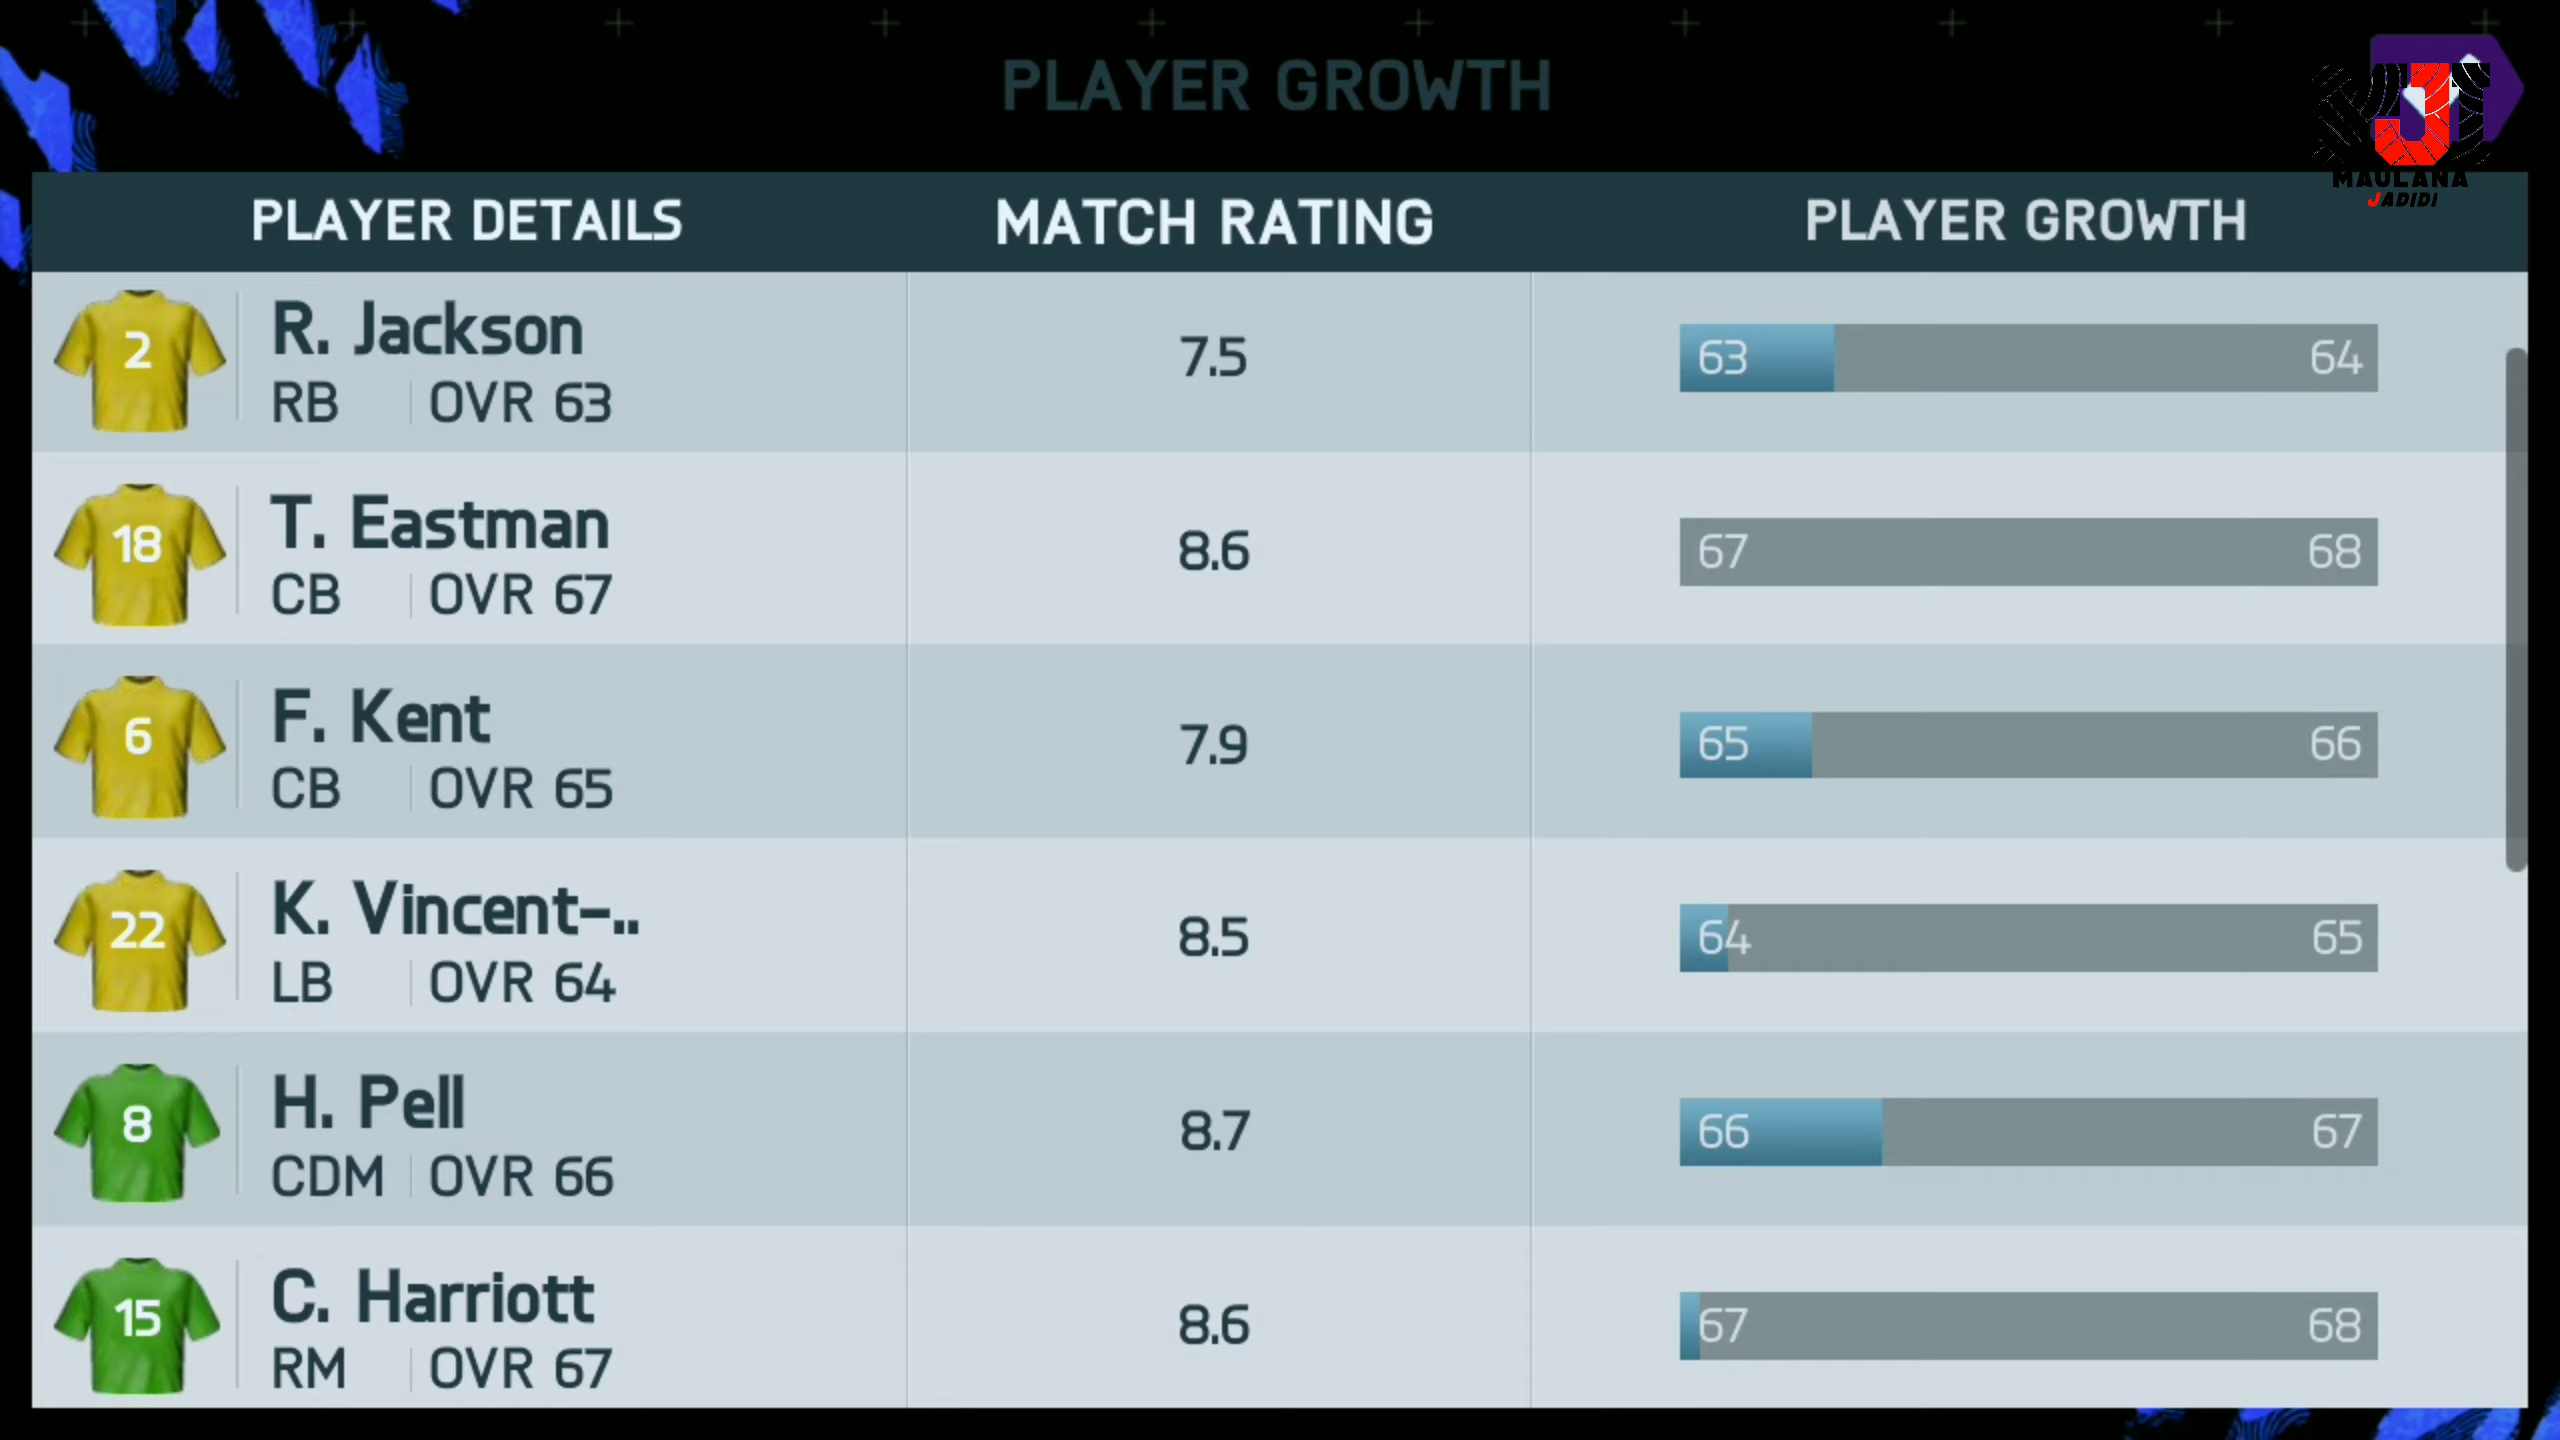 PLAYER GROWTH
MAULANA
JADIDI
PLAYER DETAILS MATCH RATING PLAYER GROWTH
2 R. Jackson
RB OVR 63
7.5
63 64
18 T. Eastman
CB OVR 67
8.6
67 68
6 F. Kent
CB OVR 65
7.9
65 66
22 K. Vincent-..
LB OVR 64
8.5
64 65
8 H. Pell
CDM OVR 66
8.7
66 67
15 C. Harriott
RM OVR 67
8.6
67 68